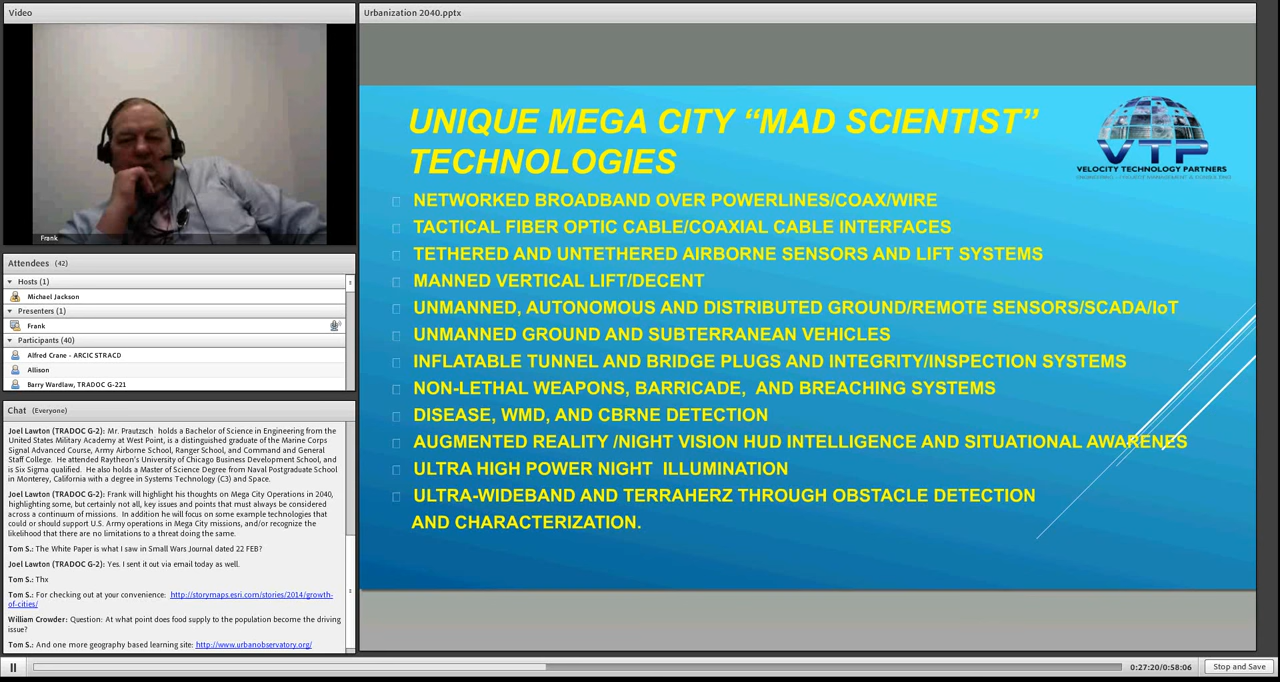 Video
Frank
Attendees (42)
Hosts (1)
Michael Jackson
Presenters (1)
Frank
Participants (40)
Alfred Crane - ARCIC STRACD
Allison
Barry Wardlaw, TRADOC G-221
Chat (Everyone)
Joel Lawton (TRADOC G-2): Mr. Prautzsch holds a Bachelor of Science in Engineering from the
United States Military Academy at West Point, is a distinguished graduate of the Marine Corps
Signal Advanced Course, Army Airborne School, Ranger School, and Command and General
Staff College. He attended Raytheon's University of Chicago Business Development School, and
is Six Sigma qualified. He also holds a Master of Science Degree from Naval Postgraduate School
in Monterey, California with a degree in Systems Technology (C3) and Space.
Joel Lawton (TRADOC G-2): Frank will highlight his thoughts on Mega City Operations in 2040,
highlighting some, but certainly not all, key issues and points that must always be considered
across a continuum of missions. In addition he will focus on some example technologies that
could or should support U.S. Army operations in Mega City missions, and/or recognize the
likelihood that there are no limitations to a threat doing the same.
Tom S.: The White Paper is what I saw in Small Wars Journal dated 22 FEB?
Joel Lawton (TRADOC G-2): Yes. I sent it out via email today as well.
Tom S.: Thx
Tom S.: For checking out at your convenience: http://storymaps.esri.com/stories/2014/growth-
of-cities/
William Crowder: Question: At what point does food supply to the population become the driving
issue?
Tom S.: And one more geography based learning site: http://www.urbanobservatory.org/
Urbanization 2040.pptx
UNIQUE MEGA CITY “MAD SCIENTIST”
TECHNOLOGIES
VTP
VELOCITY TECHNOLOGY PARTNERS
NETWORKED BROADBAND OVER POWERLINES/COAX/WIRE
TACTICAL FIBER OPTIC CABLE/COAXIAL CABLE INTERFACES
TETHERED AND UNTETHERED AIRBORNE SENSORS AND LIFT SYSTEMS
MANNED VERTICAL LIFT/DECENT
UNMANNED, AUTONOMOUS AND DISTRIBUTED GROUND/REMOTE SENSORS/SCADA/IoT
UNMANNED GROUND AND SUBTERRANEAN VEHICLES
INFLATABLE TUNNEL AND BRIDGE PLUGS AND INTEGRITY/INSPECTION SYSTEMS
NON-LETHAL WEAPONS, BARRICADE, AND BREACHING SYSTEMS
DISEASE, WMD, AND CBRNE DETECTION
AUGMENTED REALITY /NIGHT VISION HUD INTELLIGENCE AND SITUATIONAL AWARENES
ULTRA HIGH POWER NIGHT ILLUMINATION
ULTRA-WIDEBAND AND TERRAHERZ THROUGH OBSTACLE DETECTION
AND CHARACTERIZATION.
0:27:20/0:58:06
Stop and Save